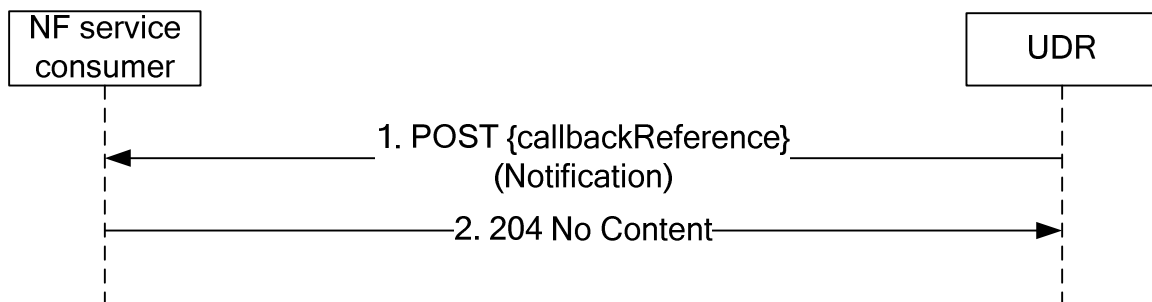 NF service
consumer
UDR
1. POST {callbackReference}
(Notification)
2. 204 No Content